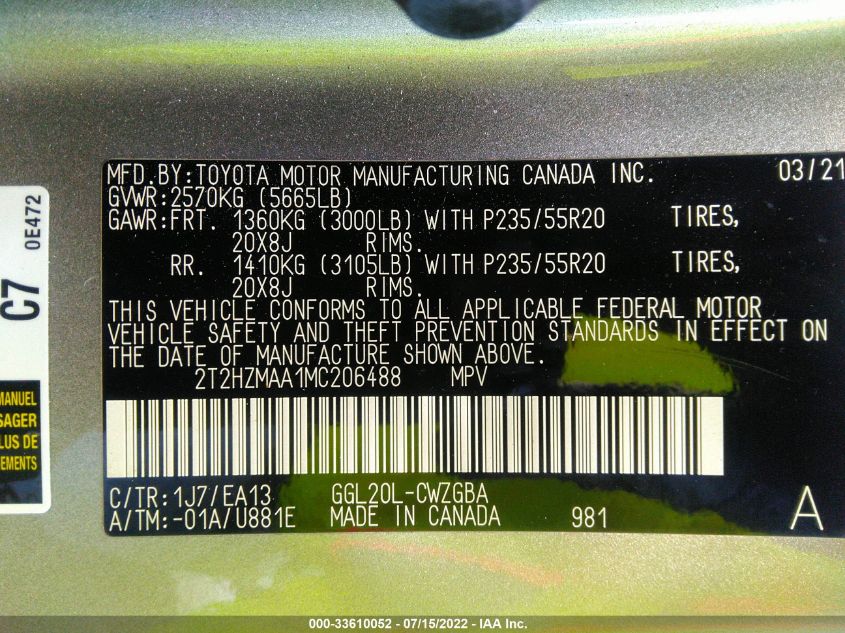 MFD.BY:TOYOTA MOTOR MANUFACTURING CANADA INC. 03/21
GVWR:2570KG (5665LB)
GAWR:FRT. 1360KG (3000LB) WITH P235/55R20 TIRES,
20X8J RIMS.
RR. 1410KG (3105LB) WITH P235/55R20 TIRES,
20X8J RIMS.
THIS VEHICLE CONFORMS TO ALL APPLICABLE FEDERAL MOTOR
VEHICLE SAFETY AND THEFT PREVENTION STANDARDS IN EFFECT ON
THE DATE OF MANUFACTURE SHOWN ABOVE.
2T2HZMAA1MC206488 MPV
C/TR:1J7/EA13 GGL20L-CWZGBA
A/TM:-01A/U881E MADE IN CANADA 981 A
C7
0E472
MANUEL
SAGER
LUS DE
EMENTS
000-33610052 - 07/15/2022 - IAA Inc.